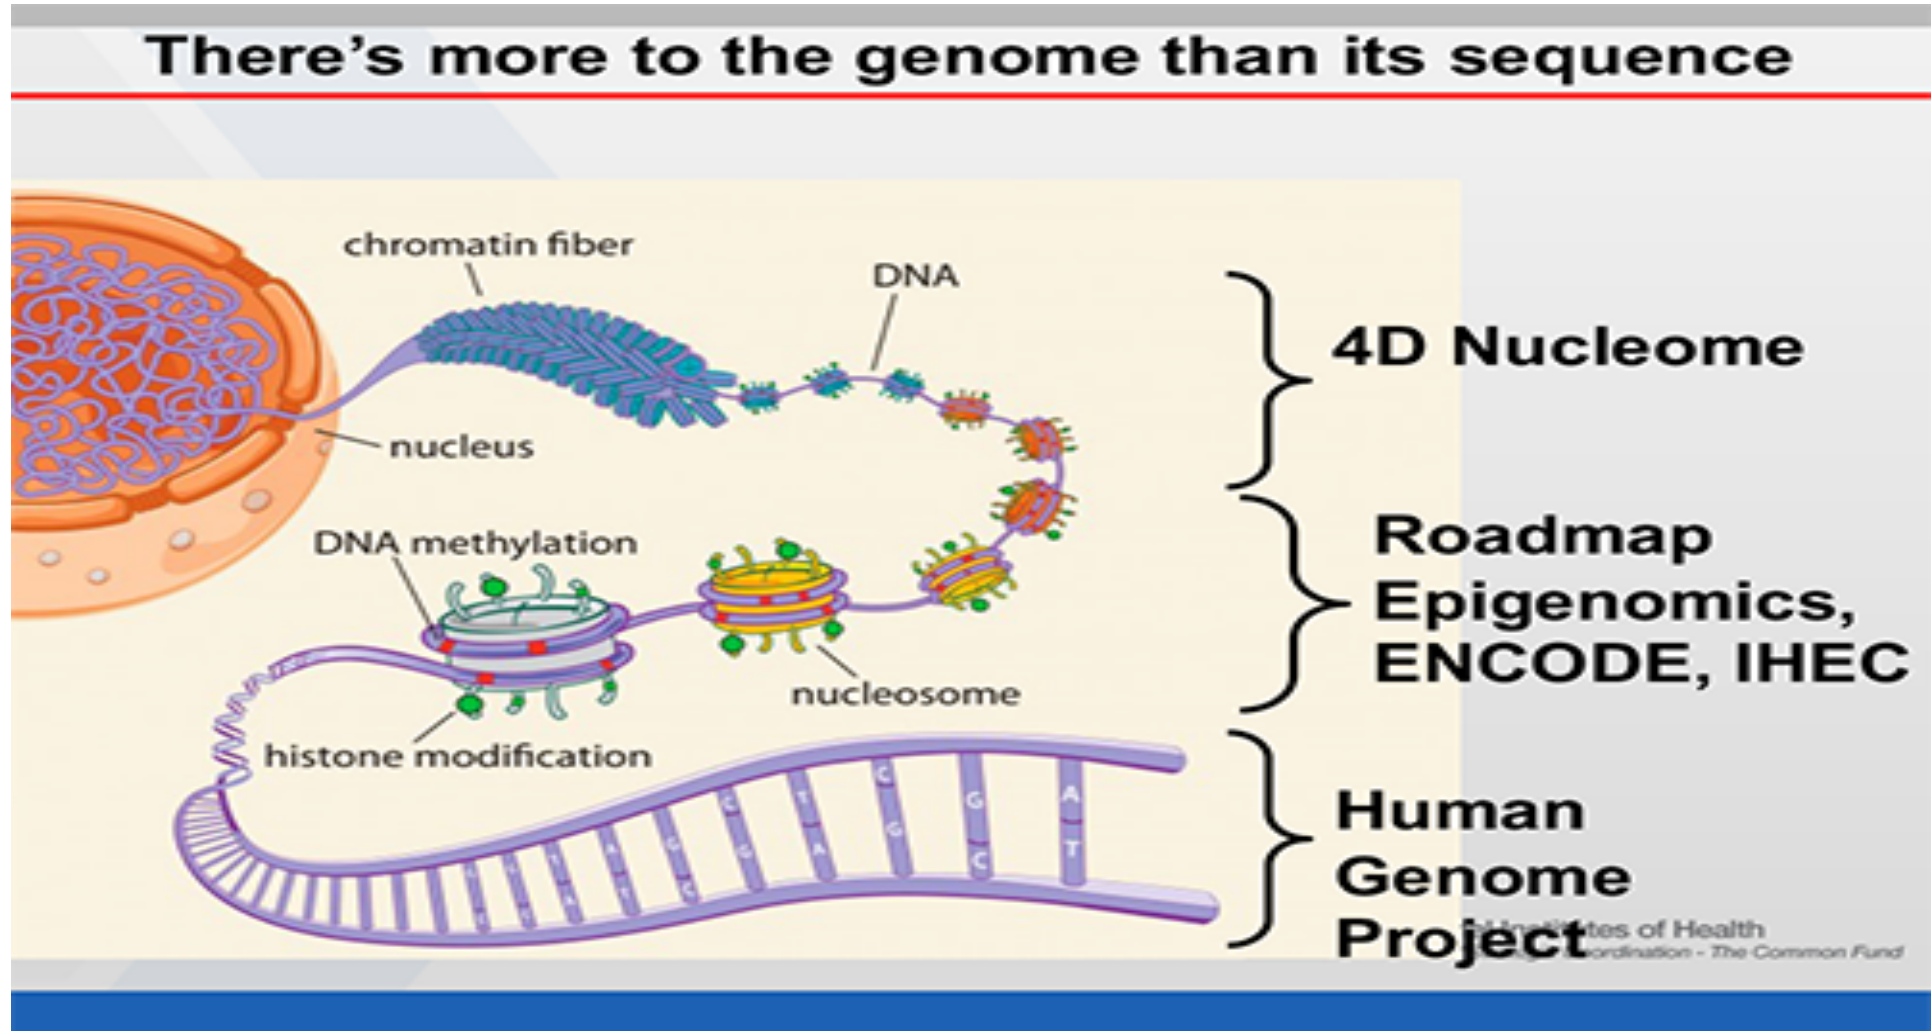 There's more to the genome than its sequence
chromatin fiber
DNA
4D Nucleome
nucleus
DNA methylation
Roadmap
Epigenomics,
ENCODE, IHEC
nucleosome
histone modification
Human
Genome
Project
tes of Health
ordination - The Common Fund
C T C G A
A G C G T A G C T
T C